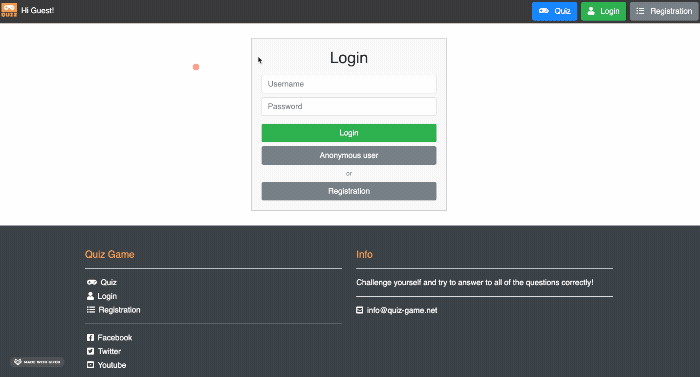 QUIZZ
Hi Guest!
Quiz
Login
Registration
Login
Username
Password
Login
Anonymous user
or
Registration
Quiz Game
Quiz
Login
Registration
Facebook
Twitter
Youtube
Info
Challenge yourself and try to answer to all of the questions correctly!
info@quiz-game.net
MADE WITH GIFOX